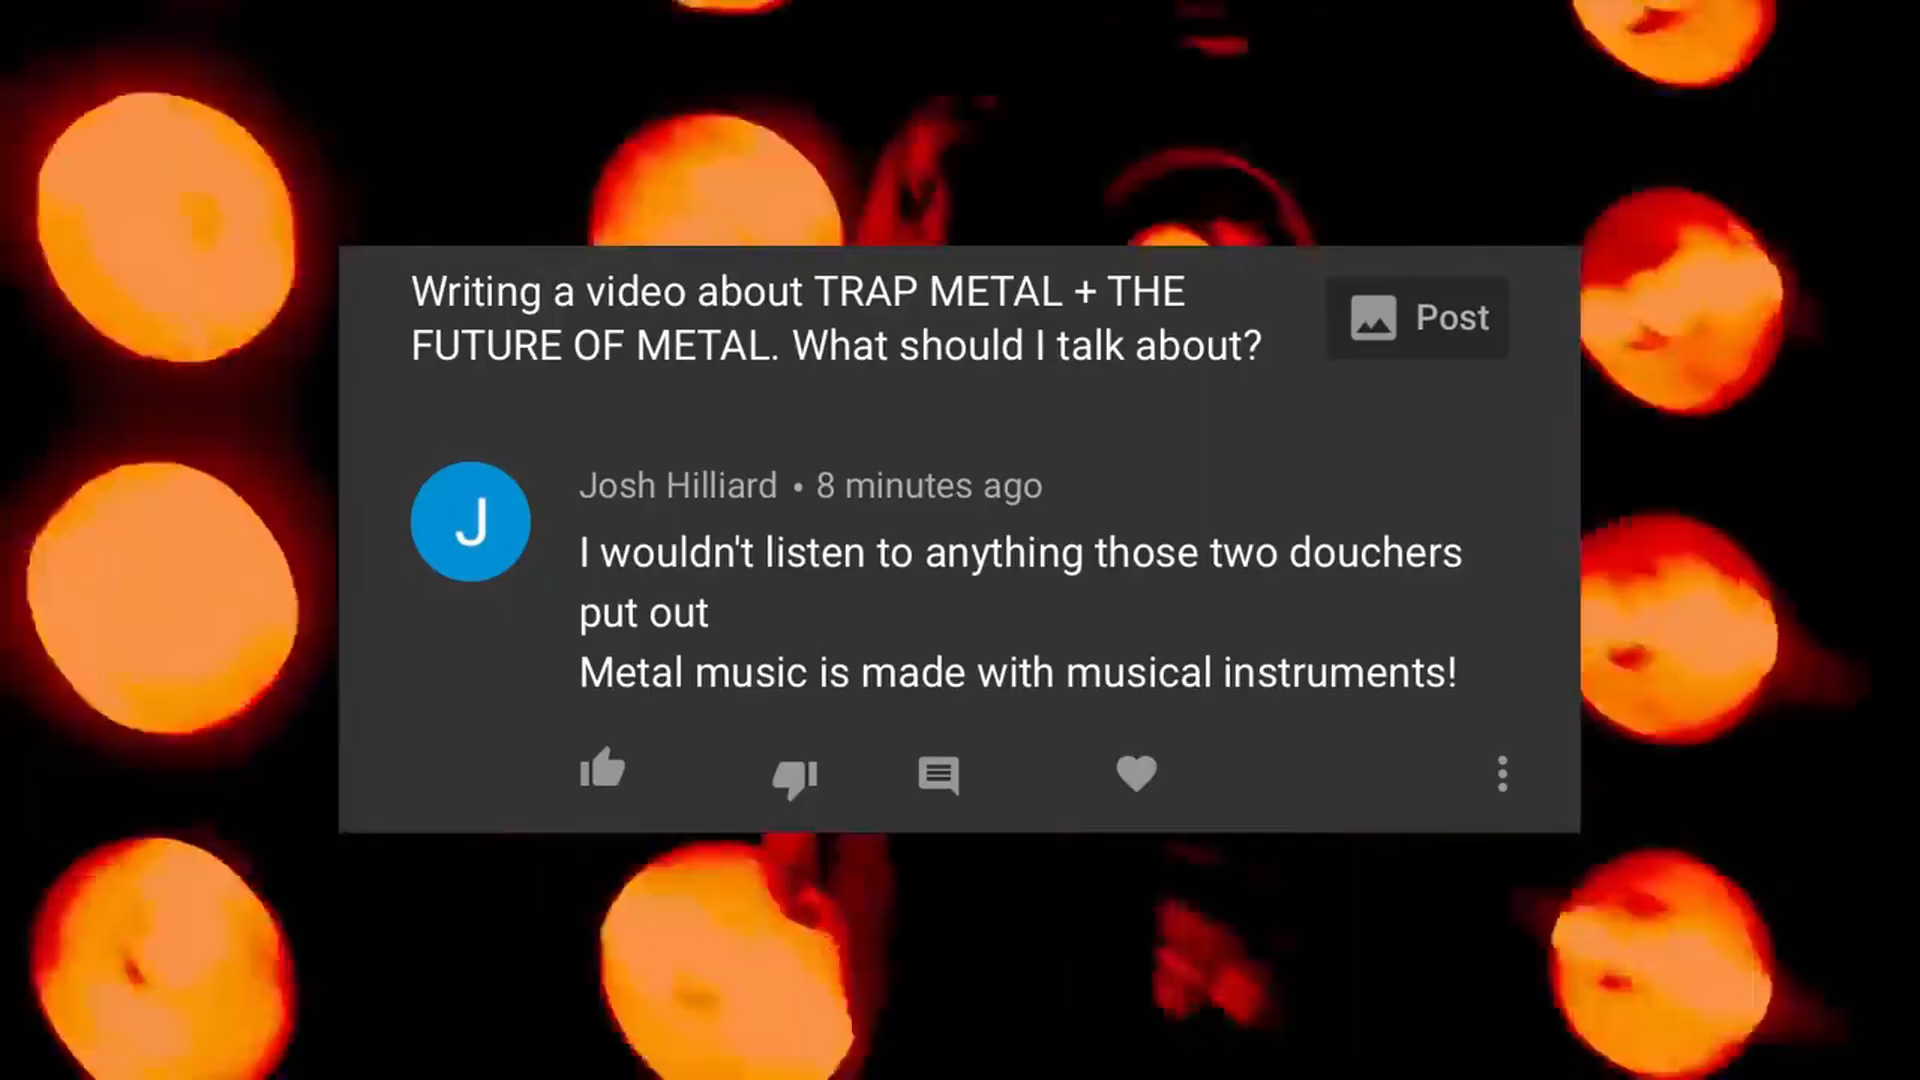 Writing a video about TRAP METAL + THE
FUTURE OF METAL. What should I talk about?
Post
J
Josh Hilliard • 8 minutes ago
I wouldn't listen to anything those two douchers
put out
Metal music is made with musical instruments!